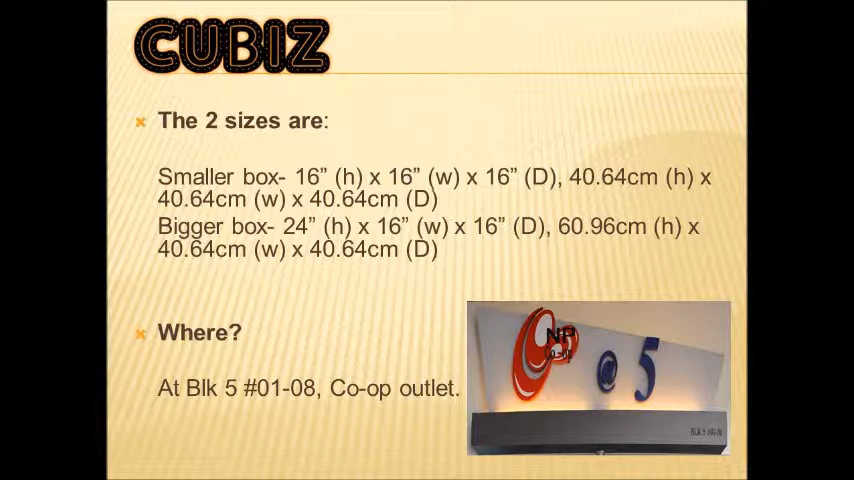 CUBIZ
The 2 sizes are:
Smaller box- 16” (h) x 16” (w) x 16” (D), 40.64cm (h) x
40.64cm (w) x 40.64cm (D)
Bigger box- 24” (h) x 16” (w) x 16” (D), 60.96cm (h) x
40.64cm (w) x 40.64cm (D)
Where?
At Blk 5 #01-08, Co-op outlet.
NP
@ 5